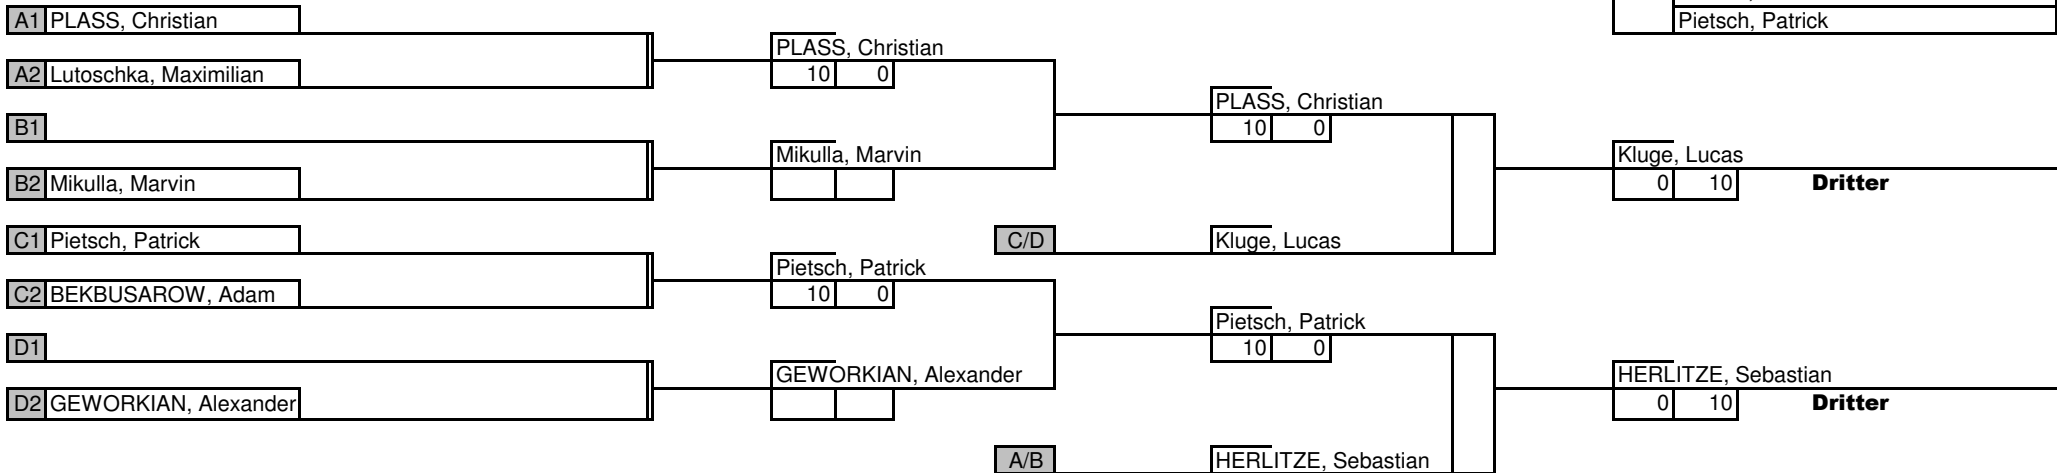 A1 PLASS, Christian
Pietsch, Patrick
PLASS, Christian
A2 Lutoschka, Maximilian
10 0
PLASS, Christian
B1
10 0
Mikulla, Marvin
Kluge, Lucas
B2 Mikulla, Marvin
0 10 Dritter
C1 Pietsch, Patrick
C/D Kluge, Lucas
Pietsch, Patrick
C2 BEKBUSAROW, Adam
10 0
Pietsch, Patrick
D1
10 0
GEWORKIAN, Alexander
HERLITZE, Sebastian
D2 GEWORKIAN, Alexander
0 10 Dritter
A/B HERLITZE, Sebastian